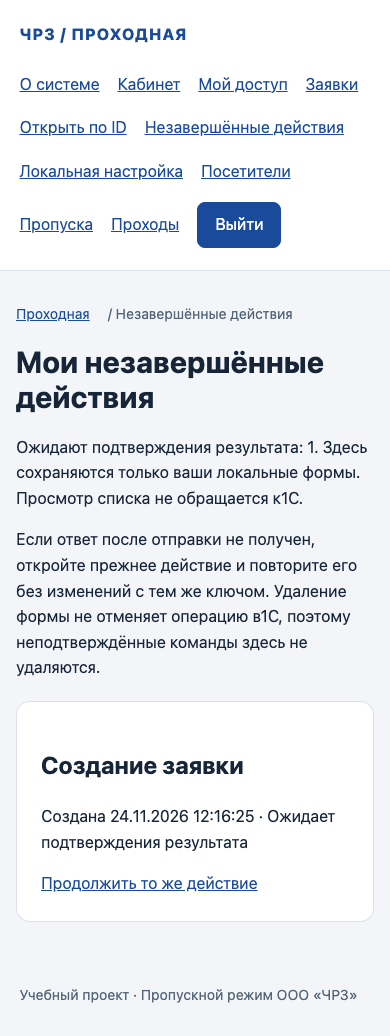 ЧРЗ / ПРОХОДНАЯ
О системе Кабинет Мой доступ Заявки
Открыть по ID Незавершённые действия
Локальная настройка Посетители
Пропуска Проходы Выйти
Проходная / Незавершённые действия
Мои незавершённые
действия
Ожидают подтверждения результата: 1. Здесь
сохраняются только ваши локальные формы.
Просмотр списка не обращается к1С.
Если ответ после отправки не получен,
откройте прежнее действие и повторите его
без изменений с тем же ключом. Удаление
формы не отменяет операцию в1С, поэтому
неподтверждённые команды здесь не
удаляются.
Создание заявки
Создана 24.11.2026 12:16:25 · Ожидает
подтверждения результата
Продолжить то же действие
Учебный проект · Пропускной режим ООО «ЧРЗ»